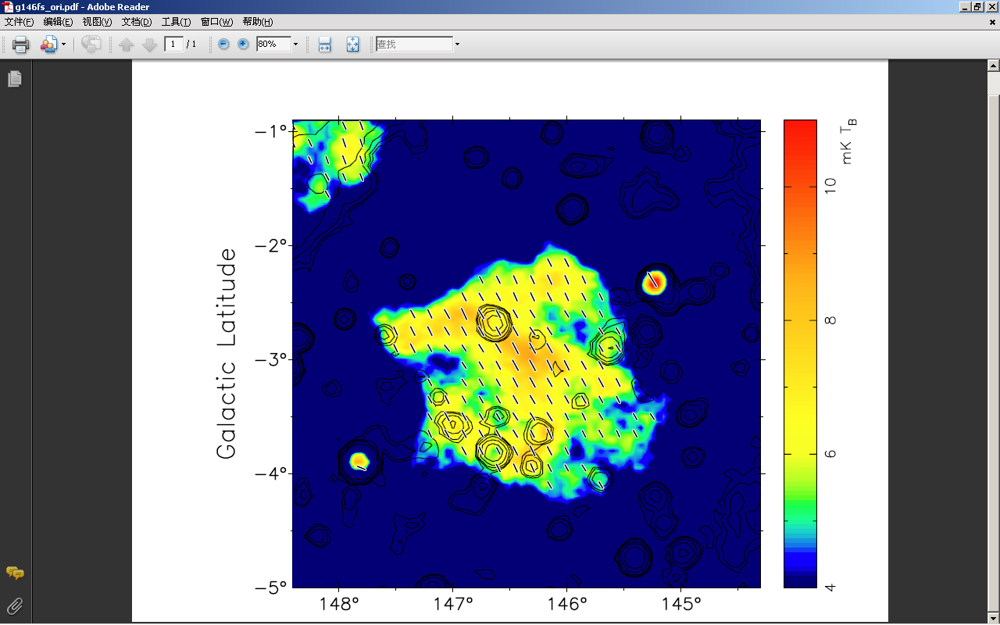 g146fs_ori.pdf - Adobe Reader
文件(F) 编辑(E) 视图(V) 文档(D) 工具(T) 窗口(W) 帮助(H)
1 / 1 80% 查找
mK T_B
Galactic Latitude
−1°
−2°
−3°
−4°
−5°
148° 147° 146° 145°
10
8
6
4